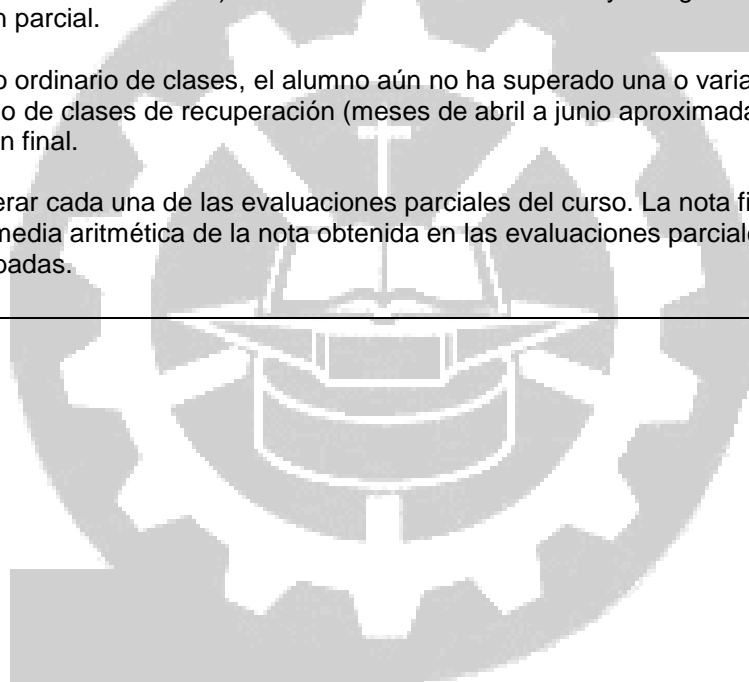 n parcial.
o ordinario de clases, el alumno aún no ha superado una o varia
o de clases de recuperación (meses de abril a junio aproximada
n final.
erar cada una de las evaluaciones parciales del curso. La nota fi
media aritmética de la nota obtenida en las evaluaciones parciale
badas.